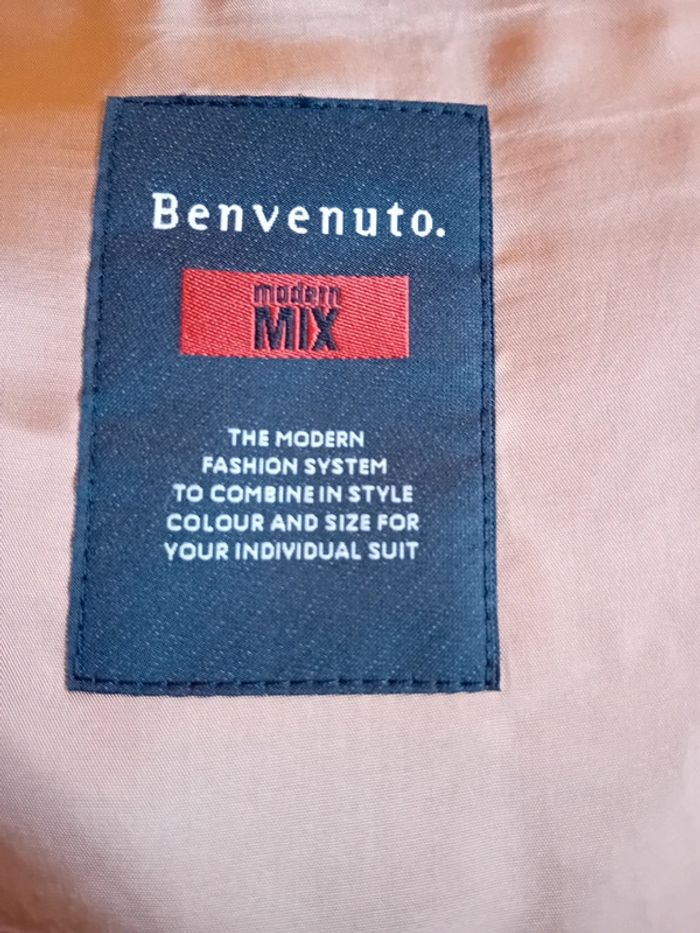 Benvenuto.
modern
MIX
THE MODERN
FASHION SYSTEM
TO COMBINE IN STYLE
COLOUR AND SIZE FOR
YOUR INDIVIDUAL SUIT